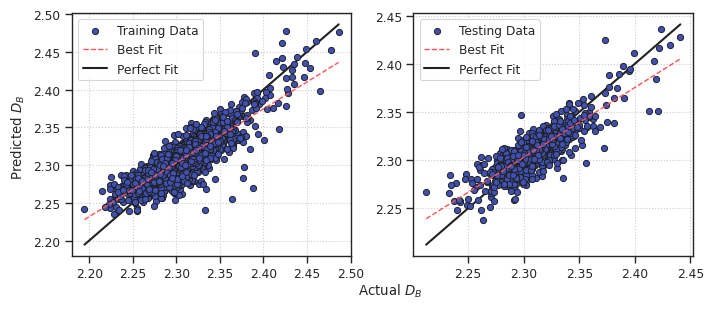 2.50
2.45
2.40
2.35
2.30
2.25
2.20
Predicted D_B
Training Data
Best Fit
Perfect Fit
2.20 2.25 2.30 2.35 2.40 2.45 2.50
2.45
2.40
2.35
2.30
2.25
Testing Data
Best Fit
Perfect Fit
2.25 2.30 2.35 2.40 2.45
Actual D_B